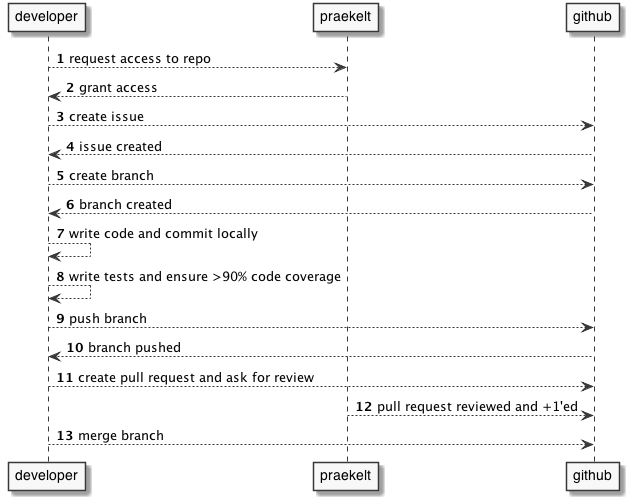 developer
praekelt
github
1 request access to repo
2 grant access
3 create issue
4 issue created
5 create branch
6 branch created
7 write code and commit locally
8 write tests and ensure >90% code coverage
9 push branch
10 branch pushed
11 create pull request and ask for review
12 pull request reviewed and +1'ed
13 merge branch
developer
praekelt
github